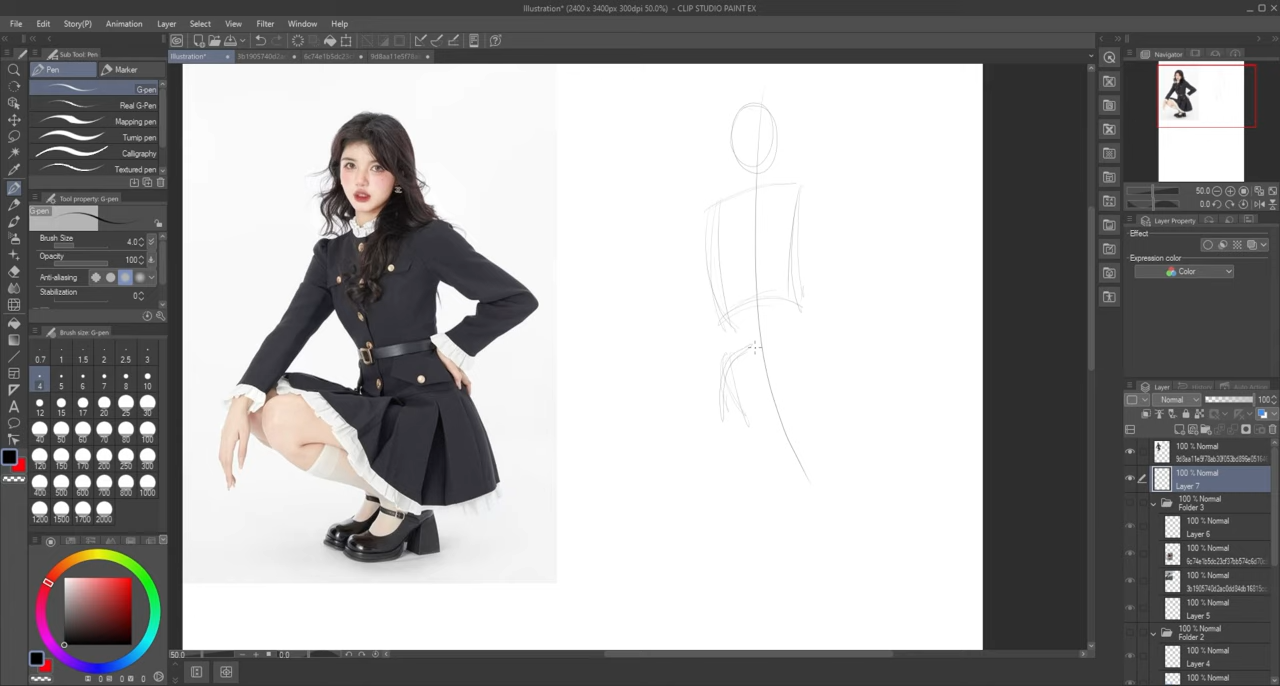 Illustration* (2400 x 3400px 300dpi 50.0%) - CLIP STUDIO PAINT EX
File Edit Story(P) Animation Layer Select View Filter Window Help
Sub Tool: Pen
Illustration*
Pen Marker
G-pen
Real G-Pen
Mapping pen
Turnip pen
Calligraphy
Textured pen
Tool property: G-pen
G-pen
Brush Size 4.0
Opacity 100
Anti-aliasing
Stabilization 0
Brush size: G-pen
0.7 1 1.5 2 2.5 3
4 5 6 7 8 10
12 15 17 20 25 30
40 50 60 70 80 100
120 150 170 200 250 300
400 500 600 700 800 1000
1200 1500 1700 2000
50.0 0.0
Navigator
50.0
0.0
Layer Property
Effect
Expression color
Color
Layer
Normal 100
100 % Normal
100 % Normal
Layer 7
100 % Normal
Folder 3
100 % Normal
Layer 6
100 % Normal
100 % Normal
100 % Normal
Layer 5
100 % Normal
Folder 2
100 % Normal
Layer 4
100 % Normal